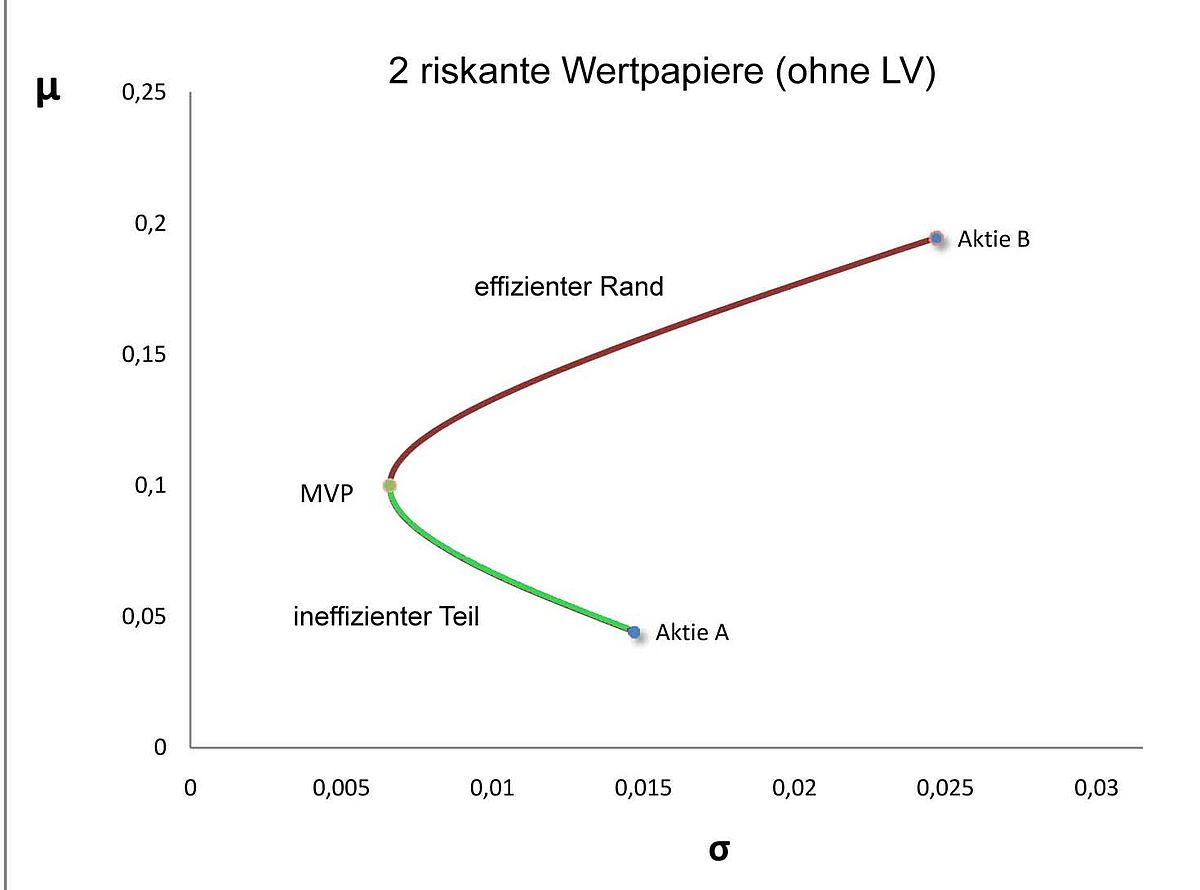 2 riskante Wertpapiere (ohne LV)
μ
0,25
0,2
Aktie B
effizienter Rand
0,15
0,1
MVP
0,05
ineffizienter Teil
Aktie A
0
0 0,005 0,01 0,015 0,02 0,025 0,03
σ